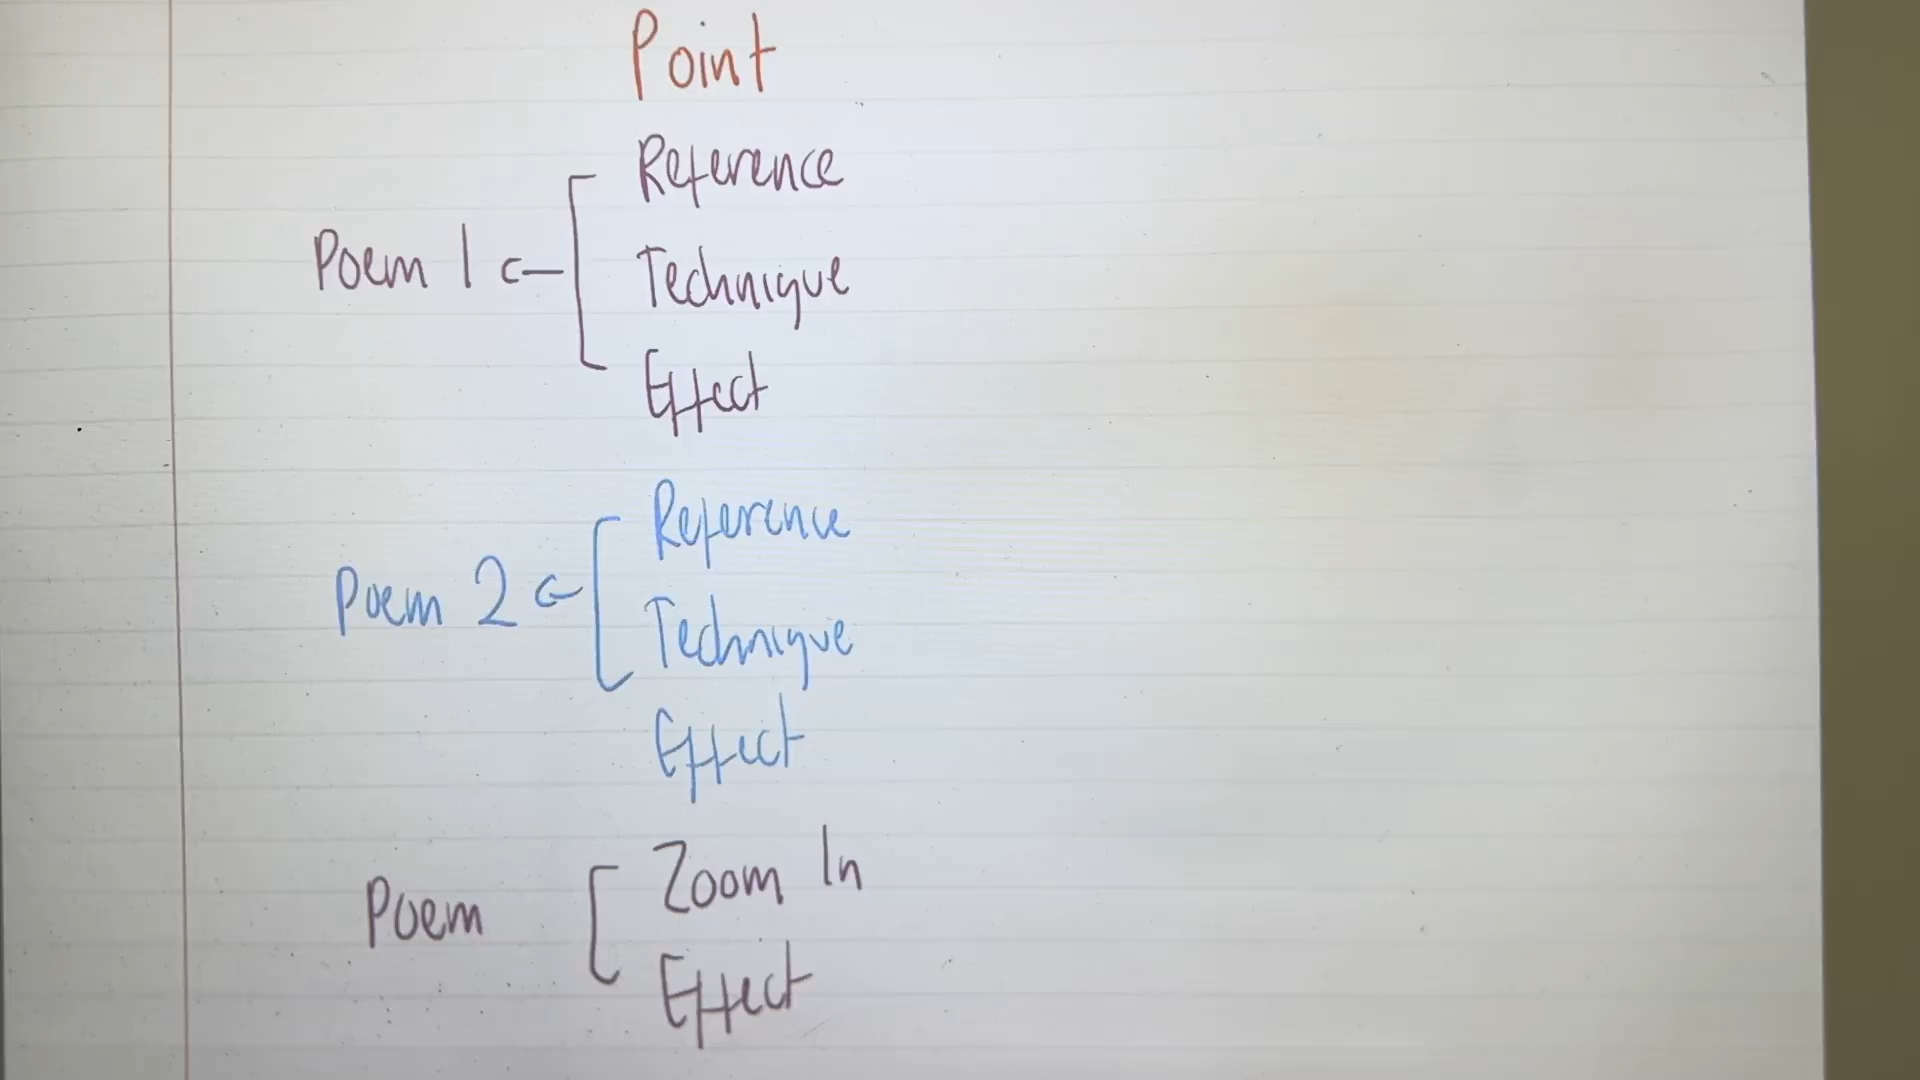 Point
Reference
Poem 1
Technique
Effect
Reference
Poem 2
Technique
Effect
Zoom In
Poem
Effect